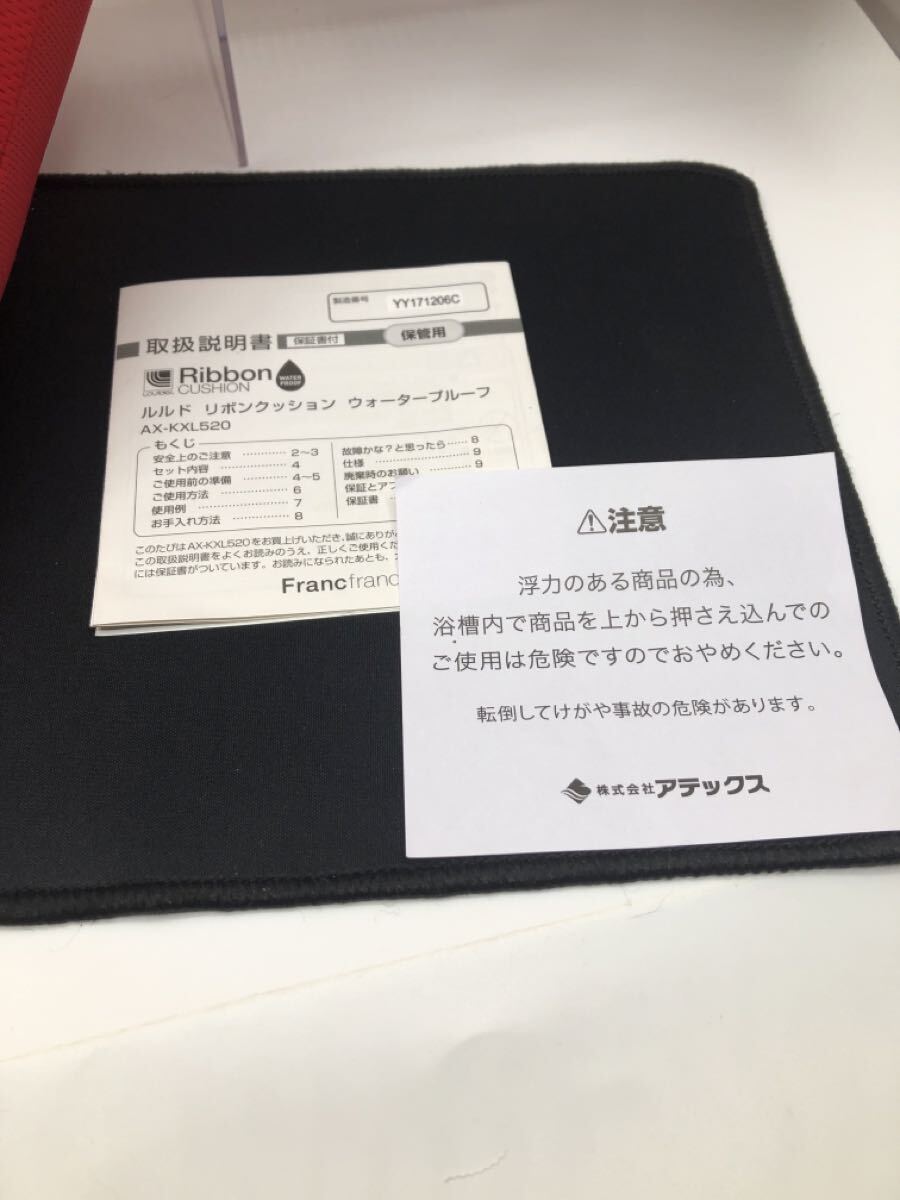 製造番号 YY171206C
取扱説明書 保証書付 保管用
Ribbon WATER PROOF
LOURDES CUSHION
ルルド リボンクッション ウォータープルーフ
AX-KXL520
もくじ
安全上のご注意 ………… 2~3
セット内容 ………… 4
ご使用前の準備 ………… 4~5
ご使用方法 ………… 6
使用例 ………… 7
お手入れ方法 ………… 8
故障かな?と思ったら …… 8
仕様 ………… 9
廃棄時のお願い ………… 9
保証とアフ
保証書
このたびはAX-KXL520をお買上げいただき、誠にありが
この取扱説明書をよくお読みのうえ、正しくご使用くだ
には保証書がついています。お読みになられたあとも、
Francfranc
⚠注意
浮力のある商品の為、
浴槽内で商品を上から押さえ込んでの
ご使用は危険ですのでおやめください。
転倒してけがや事故の危険があります。
株式会社アテックス